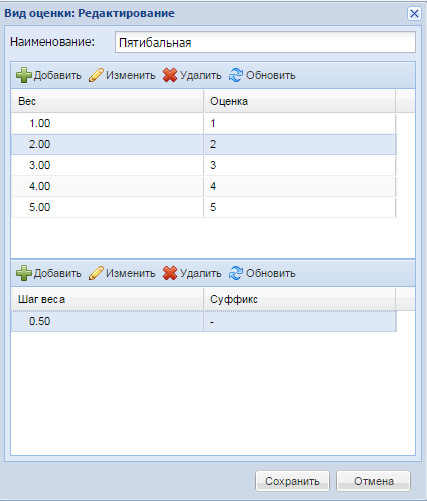 Вид оценки: Редактирование
Наименование: Пятибальная
Добавить Изменить Удалить Обновить
Вес Оценка
1.00 1
2.00 2
3.00 3
4.00 4
5.00 5
Добавить Изменить Удалить Обновить
Шаг веса Суффикс
0.50 -
Сохранить Отмена